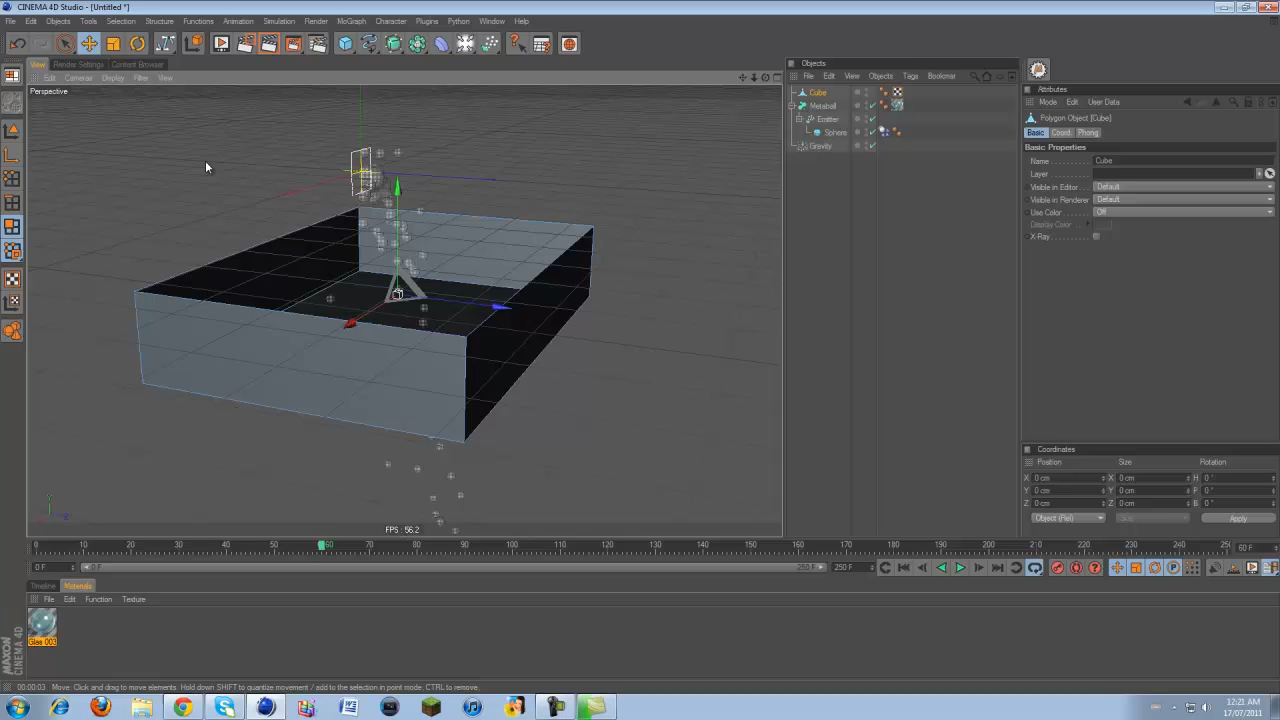 CINEMA 4D Studio - [Untitled *]
File Edit Objects Tools Selection Structure Functions Animation Simulation Render MoGraph Character Plugins Python Window Help
View Render Settings Content Browser
Edit Cameras Display Filter View
Perspective
FPS : 56.2
Objects
File Edit View Objects Tags Bookmar
Cube
Metaball
Emitter
Sphere
Gravity
Attributes
Mode Edit User Data
Polygon Object [Cube]
Basic Coord. Phong
Basic Properties
Name Cube
Layer
Visible in Editor Default
Visible in Renderer Default
Use Color Off
Display Color
X-Ray
Coordinates
Position Size Rotation
X 0 cm X 0 cm H 0 °
Y 0 cm Y 0 cm P 0 °
Z 0 cm Z 0 cm B 0 °
Object (Rel) Size Apply
0 10 20 30 40 50 60 70 80 90 100 110 120 130 140 150 160 170 180 190 200 210 220 230 240 25 60 F
0 F 0 F 250 F 250 F
Timeline Materials
File Edit Function Texture
Glas 003
MAXON CINEMA 4D
00:00:03 Move: Click and drag to move elements. Hold down SHIFT to quantize movement / add to the selection in point mode, CTRL to remove.
12:21 AM
17/07/2011